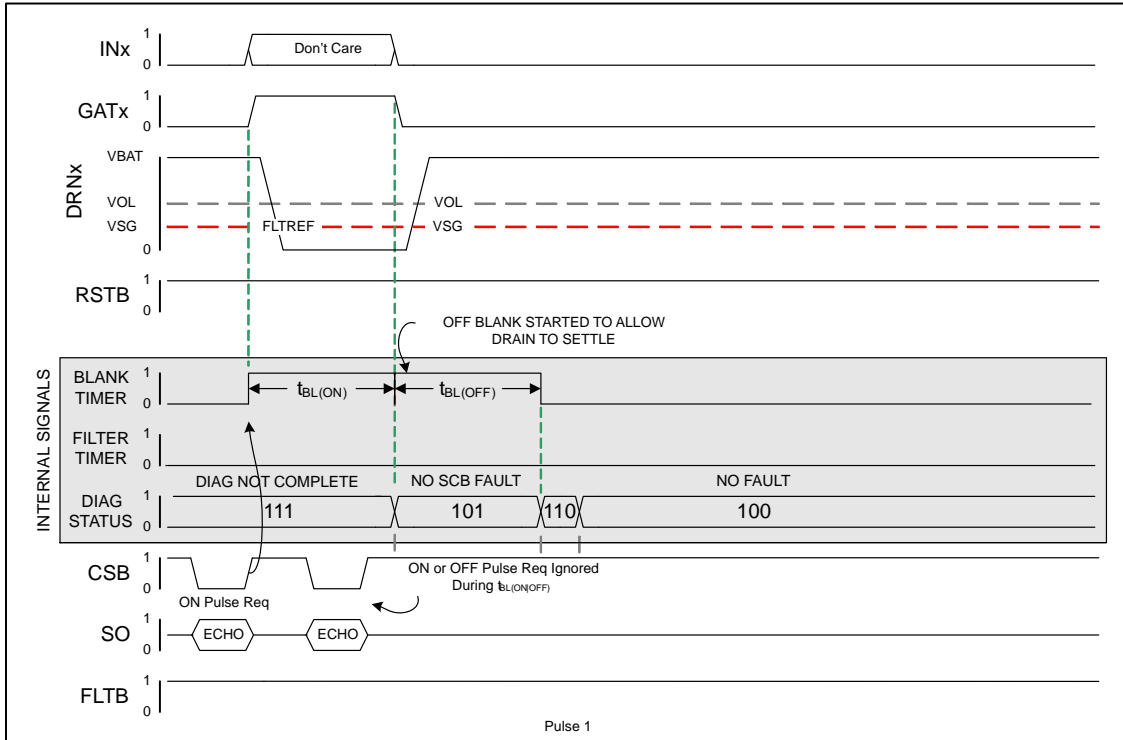 INx
1
0
Don't Care
GATx
1
0
DRNx
VBAT
VOL
VSG
0
FLTREF
VOL
VSG
RSTB
1
0
OFF BLANK STARTED TO ALLOW
DRAIN TO SETTLE
INTERNAL SIGNALS
BLANK
TIMER
1
0
tBL(ON)
tBL(OFF)
FILTER
TIMER
1
0
DIAG NOT COMPLETE
NO SCB FAULT
NO FAULT
DIAG
STATUS
1
0
111
101
110
100
CSB
1
0
ON Pulse Req
ON or OFF Pulse Req Ignored
During tBL(ON|OFF)
SO
1
0
ECHO
ECHO
FLTB
1
0
Pulse 1